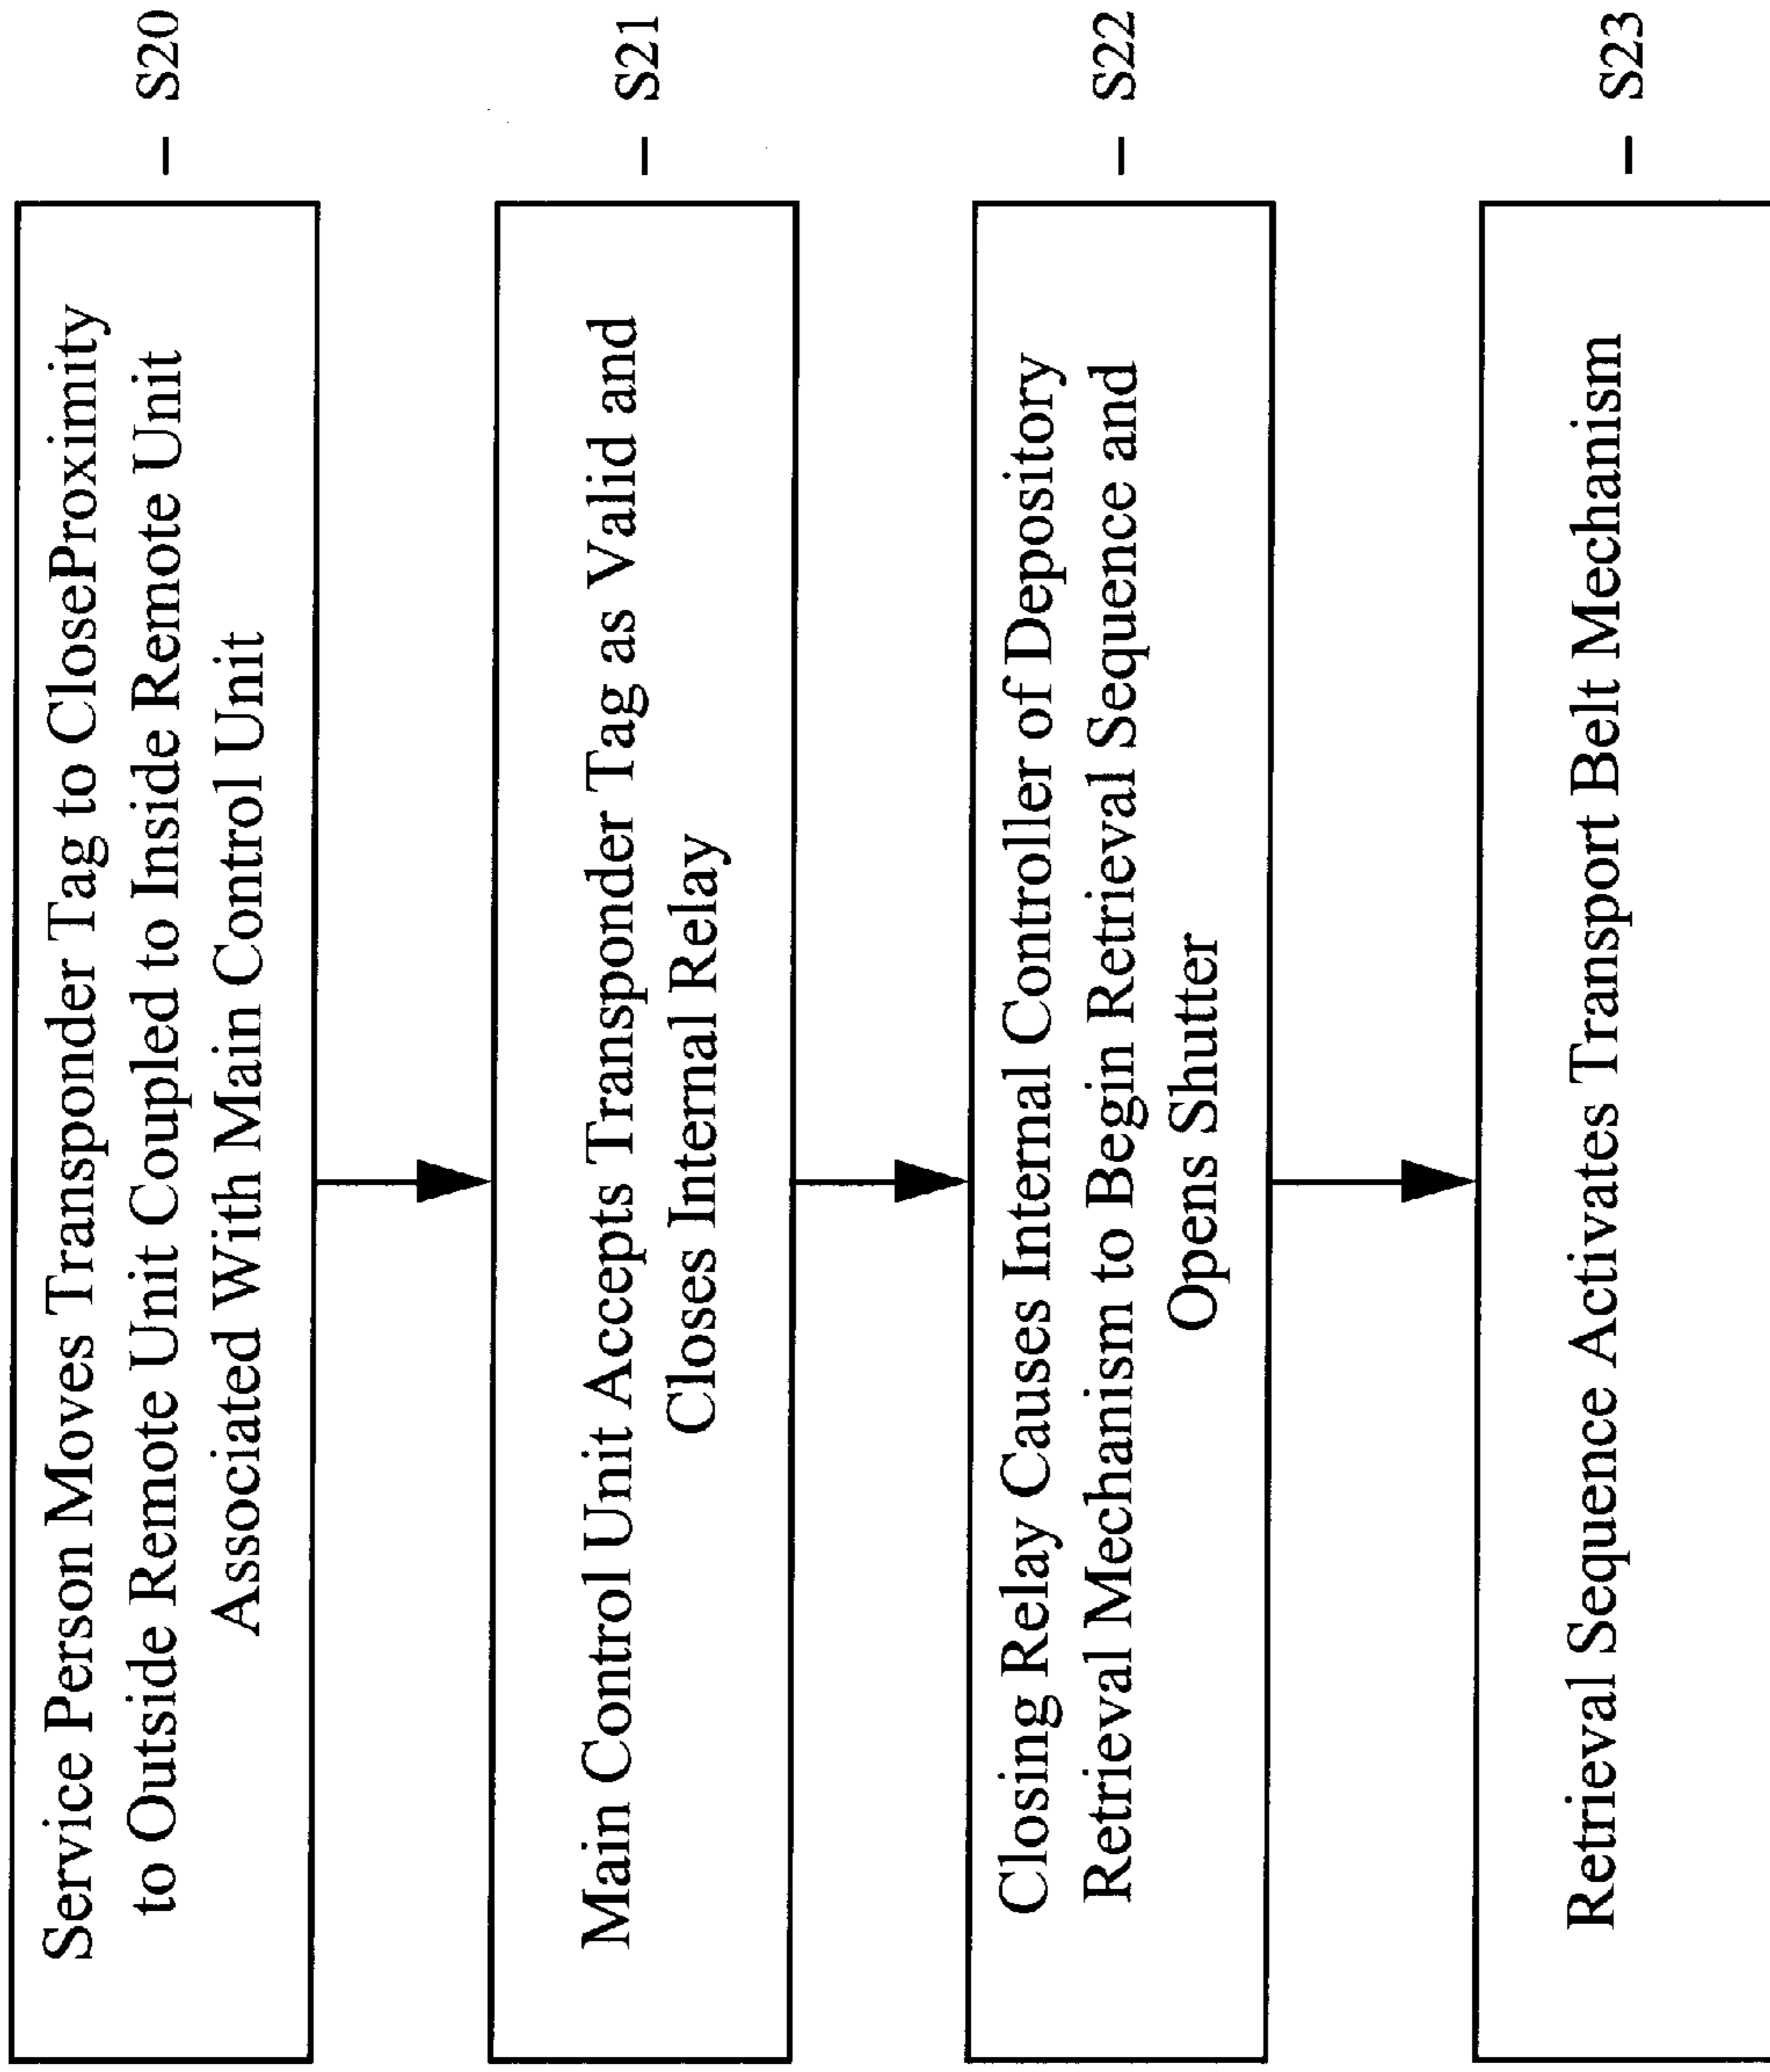 Service Person Moves Transponder Tag to CloseProximity
to Outside Remote Unit Coupled to Inside Remote Unit
Associated With Main Control Unit
– S20
Main Control Unit Accepts Transponder Tag as Valid and
Closes Internal Relay
– S21
Closing Relay Causes Internal Controller of Depository
Retrieval Mechanism to Begin Retrieval Sequence and
Opens Shutter
– S22
Retrieval Sequence Activates Transport Belt Mechanism
– S23